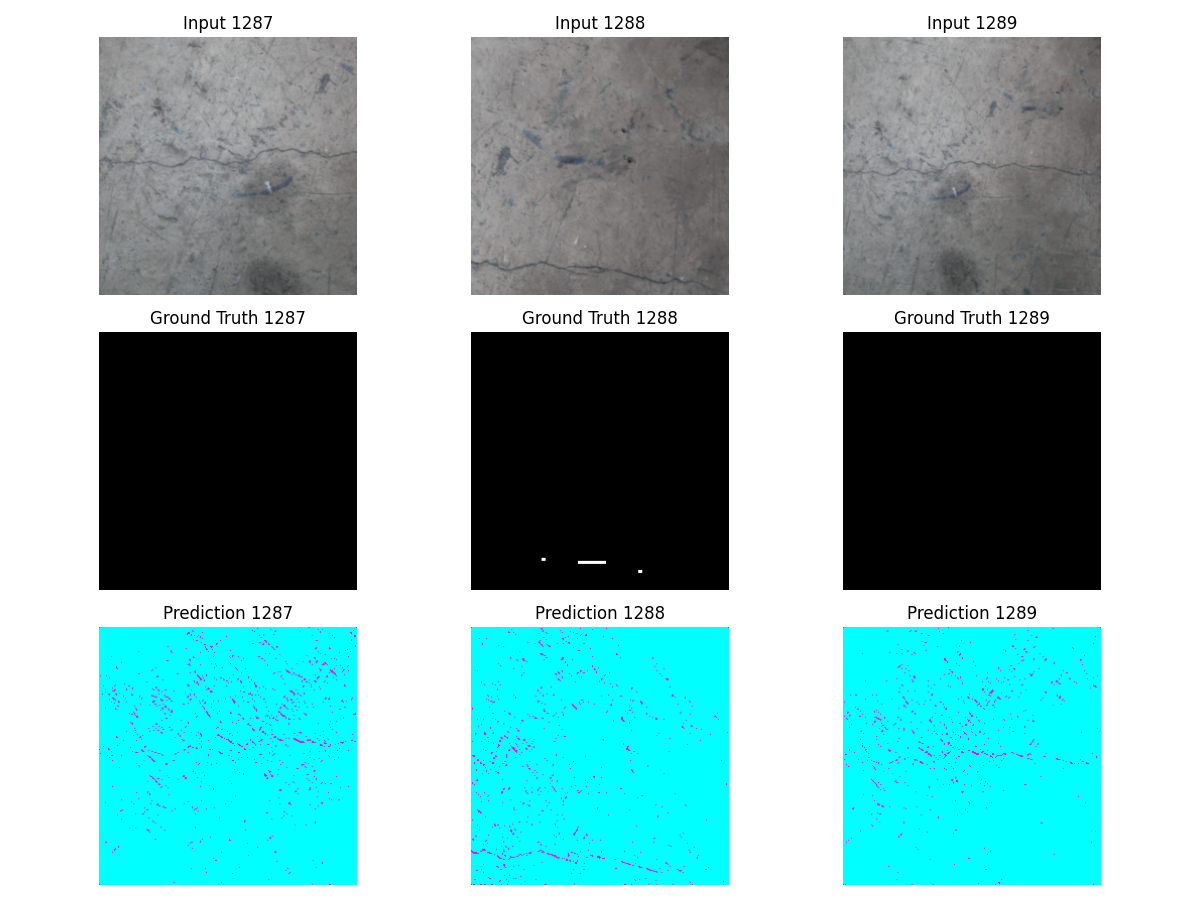 Input 1287
Input 1288
Input 1289
Ground Truth 1287
Ground Truth 1288
Ground Truth 1289
Prediction 1287
Prediction 1288
Prediction 1289